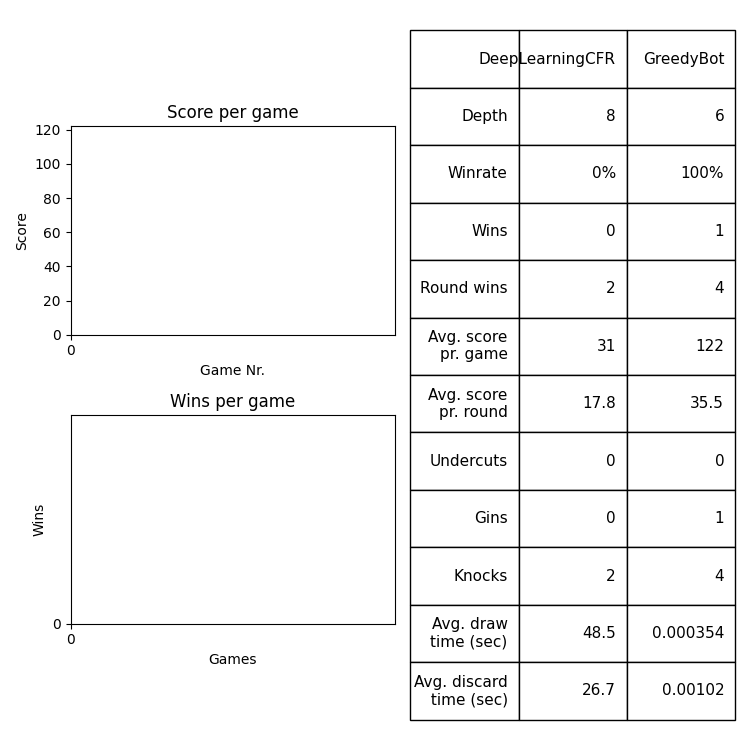 Score per game
120
100
80
60
40
20
0
0
Score
Game Nr.
Wins per game
0
0
Wins
Games
DeepLearningCFR GreedyBot
Depth 8 6
Winrate 0% 100%
Wins 0 1
Round wins 2 4
Avg. score
pr. game 31 122
Avg. score
pr. round 17.8 35.5
Undercuts 0 0
Gins 0 1
Knocks 2 4
Avg. draw
time (sec) 48.5 0.000354
Avg. discard
time (sec) 26.7 0.00102